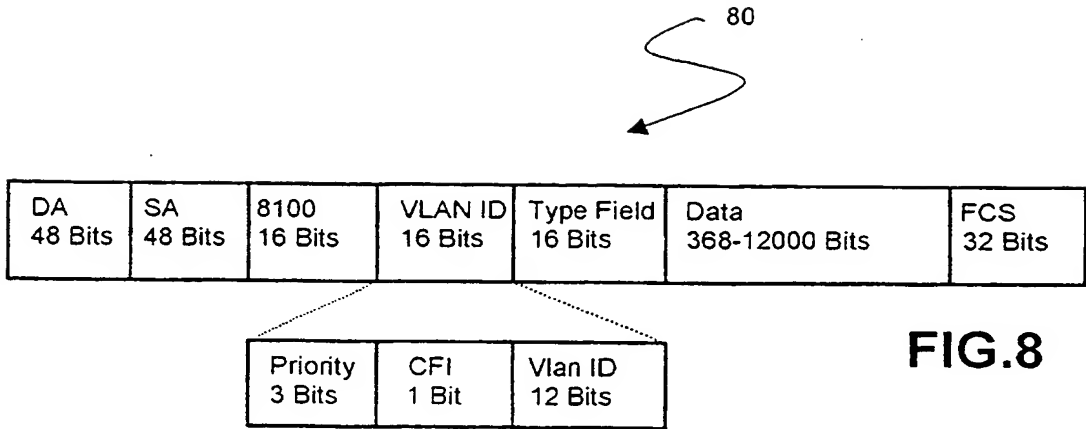 80
DA
48 Bits
SA
48 Bits
8100
16 Bits
VLAN ID
16 Bits
Type Field
16 Bits
Data
368-12000 Bits
FCS
32 Bits
Priority
3 Bits
CFI
1 Bit
Vlan ID
12 Bits
FIG.8